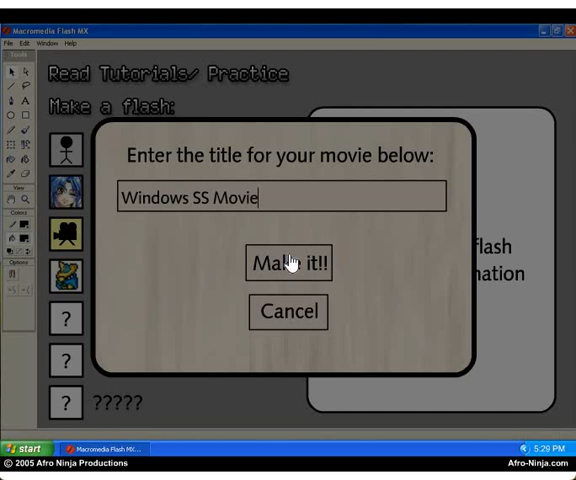 Macromedia Flash MX
File Edit Window Help
Tools
Read Tutorials/ Practice
Make a flash:
Enter the title for your movie below:
Windows SS Movie
flash
Make it!!
View
Colors
Cancel
Options
?
?
? ?????
start Macromedia Flash MX... 5:29 PM
© 2005 Afro Ninja Productions Afro-Ninja.com